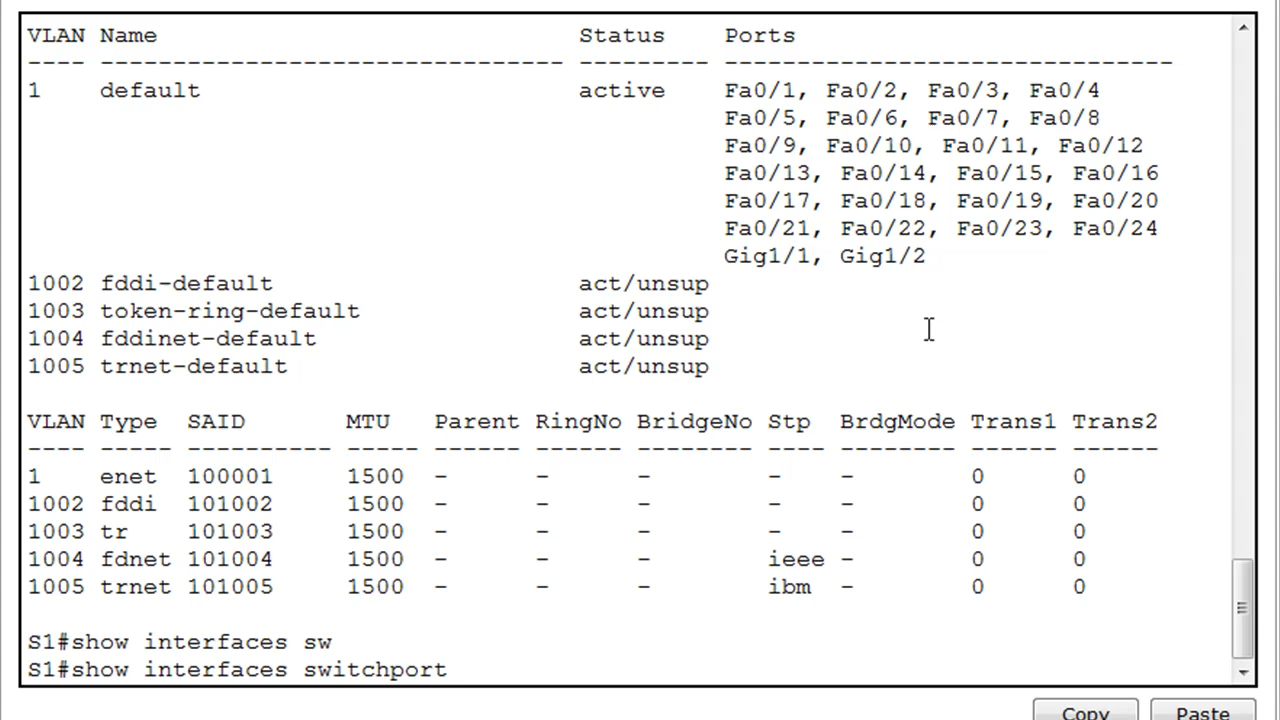 VLAN Name                             Status    Ports
---- -------------------------------- --------- -------------------------------
1    default                          active    Fa0/1, Fa0/2, Fa0/3, Fa0/4
                                                Fa0/5, Fa0/6, Fa0/7, Fa0/8
                                                Fa0/9, Fa0/10, Fa0/11, Fa0/12
                                                Fa0/13, Fa0/14, Fa0/15, Fa0/16
                                                Fa0/17, Fa0/18, Fa0/19, Fa0/20
                                                Fa0/21, Fa0/22, Fa0/23, Fa0/24
                                                Gig1/1, Gig1/2
1002 fddi-default                     act/unsup
1003 token-ring-default               act/unsup
1004 fddinet-default                  act/unsup
1005 trnet-default                    act/unsup
VLAN Type  SAID       MTU   Parent RingNo BridgeNo Stp  BrdgMode Trans1 Trans2
---- ----- ---------- ----- ------ ------ -------- ---- -------- ------ ------
1    enet  100001     1500  -      -      -        -    -        0      0
1002 fddi  101002     1500  -      -      -        -    -        0      0
1003 tr    101003     1500  -      -      -        -    -        0      0
1004 fdnet 101004     1500  -      -      -        ieee -        0      0
1005 trnet 101005     1500  -      -      -        ibm  -        0      0
S1#show interfaces sw
S1#show interfaces switchport
Copy Paste